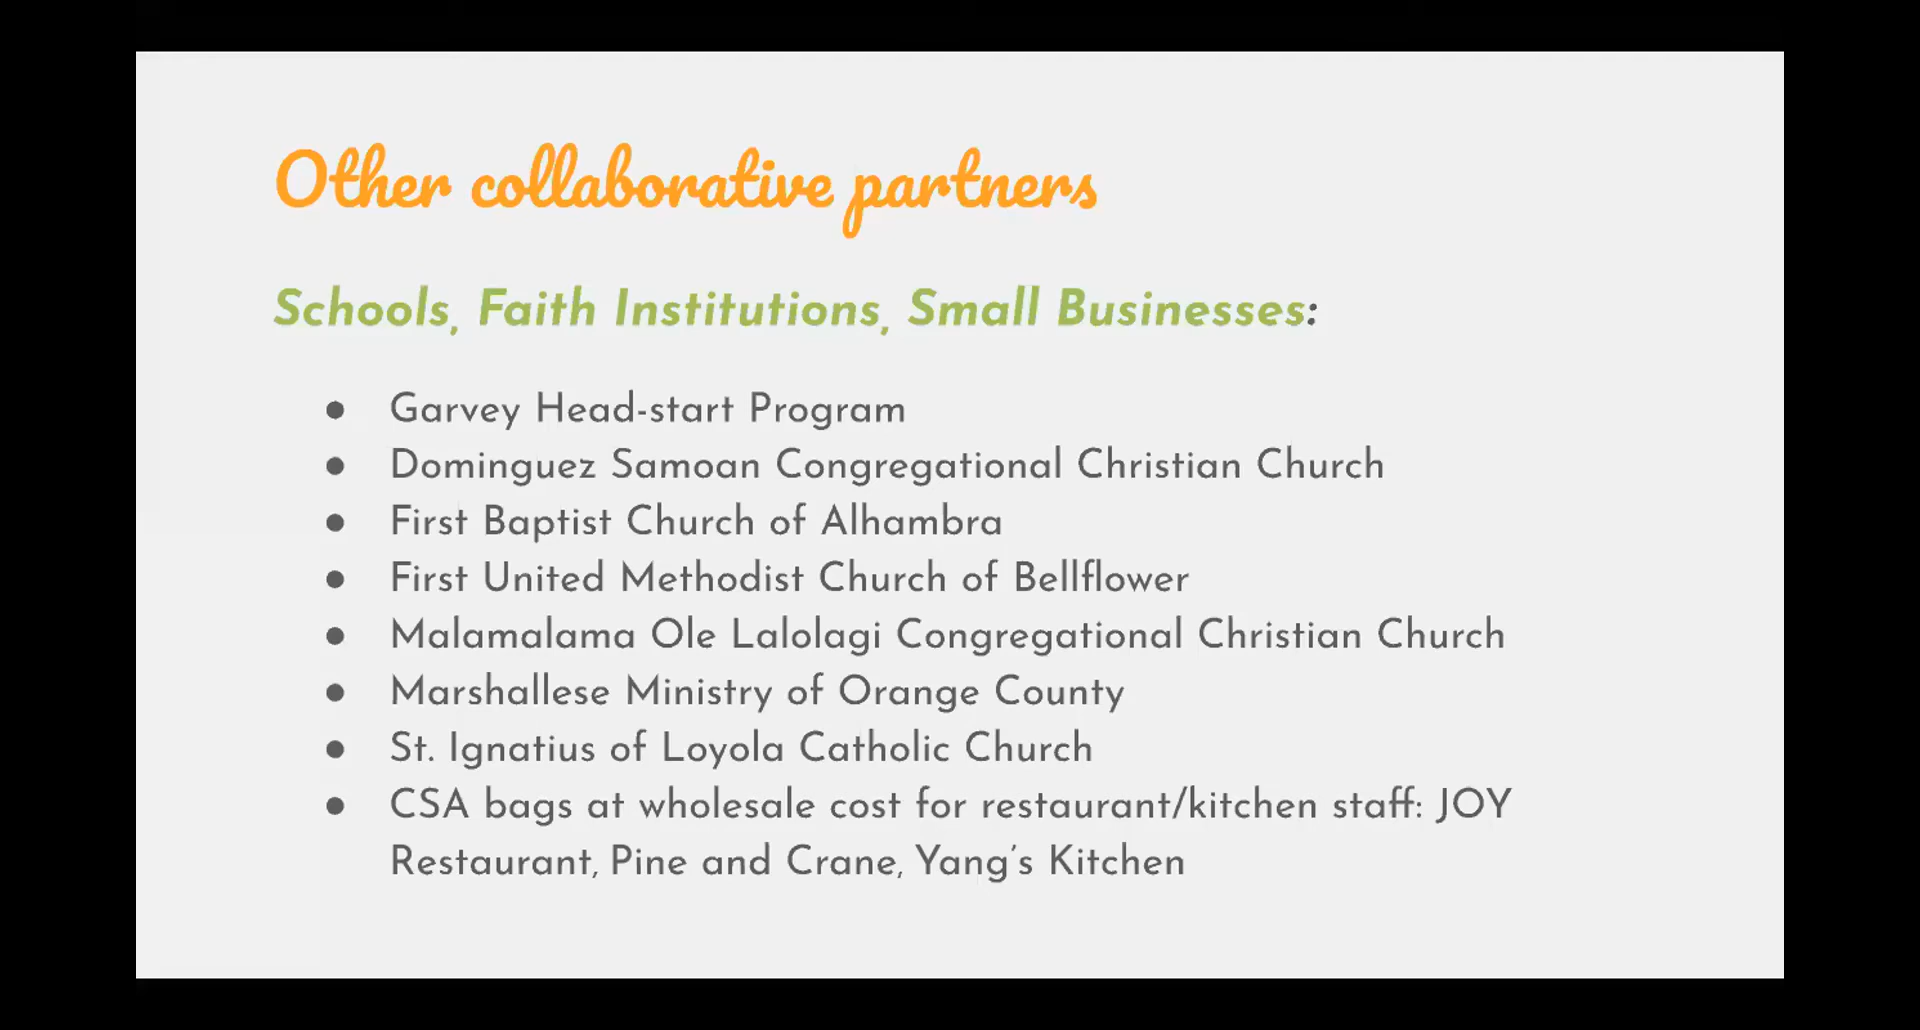 Other collaborative partners
Schools, Faith Institutions, Small Businesses:
● Garvey Head-start Program
● Dominguez Samoan Congregational Christian Church
● First Baptist Church of Alhambra
● First United Methodist Church of Bellflower
● Malamalama Ole Lalolagi Congregational Christian Church
● Marshallese Ministry of Orange County
● St. Ignatius of Loyola Catholic Church
● CSA bags at wholesale cost for restaurant/kitchen staff: JOY
Restaurant, Pine and Crane, Yang’s Kitchen